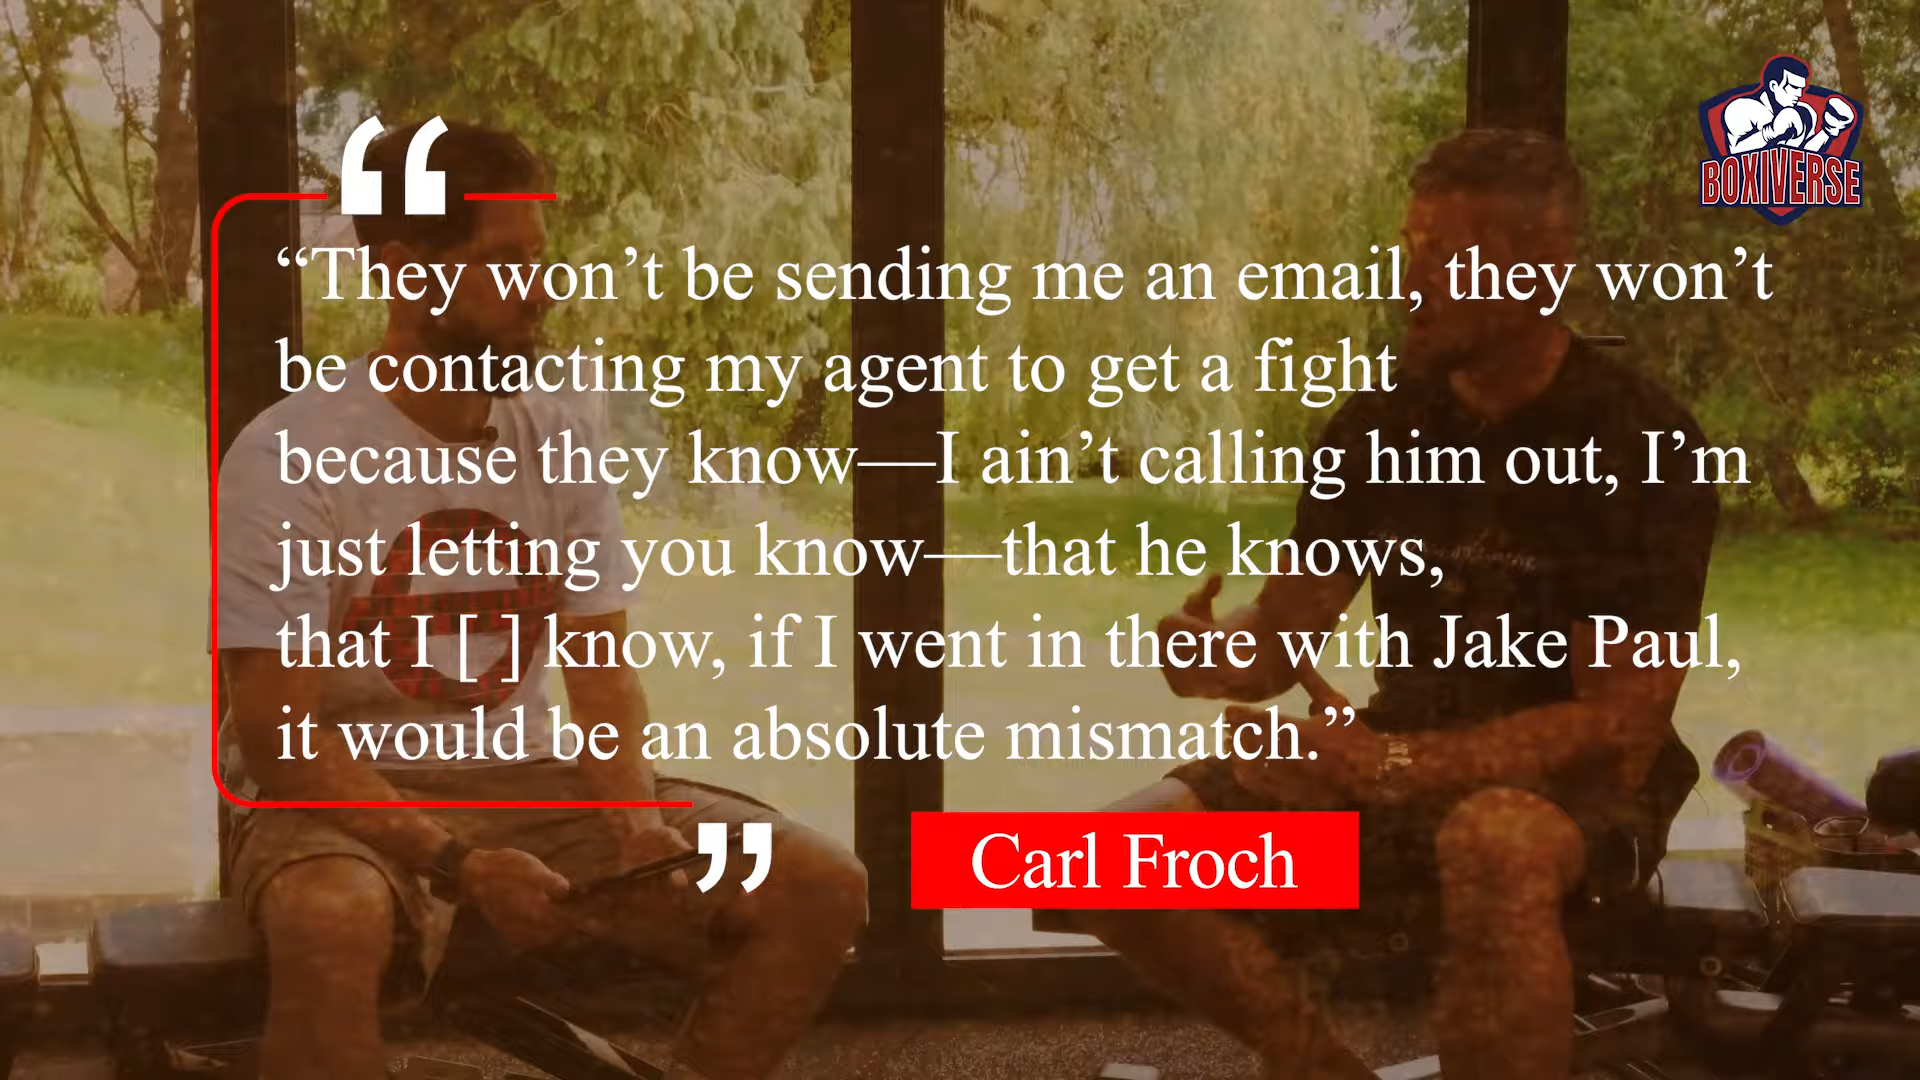 BOXIVERSE
“They won’t be sending me an email, they won’t
be contacting my agent to get a fight
because they know—I ain’t calling him out, I’m
just letting you know—that he knows,
that I [ ] know, if I went in there with Jake Paul,
it would be an absolute mismatch.”
Carl Froch